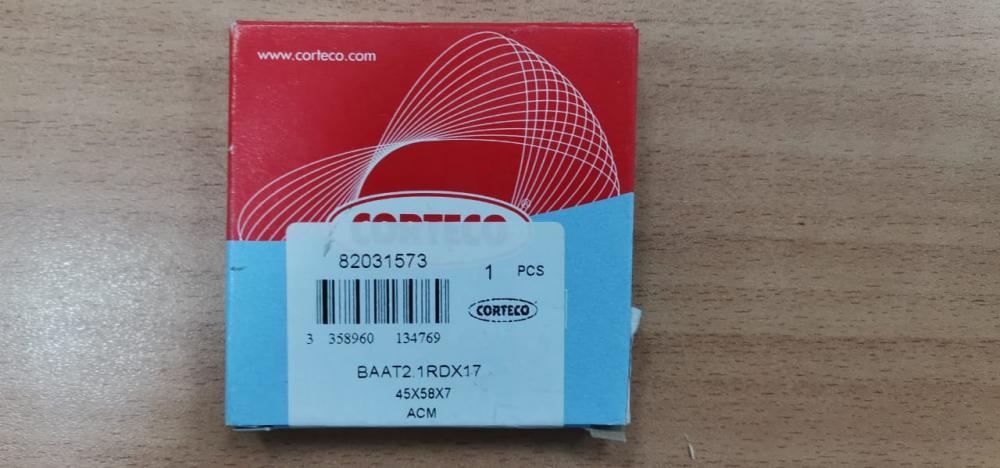 www.corteco.com
CORTECO®
82031573
1 PCS
CORTECO
3 358960 134769
BAAT2.1RDX17
45X58X7
ACM